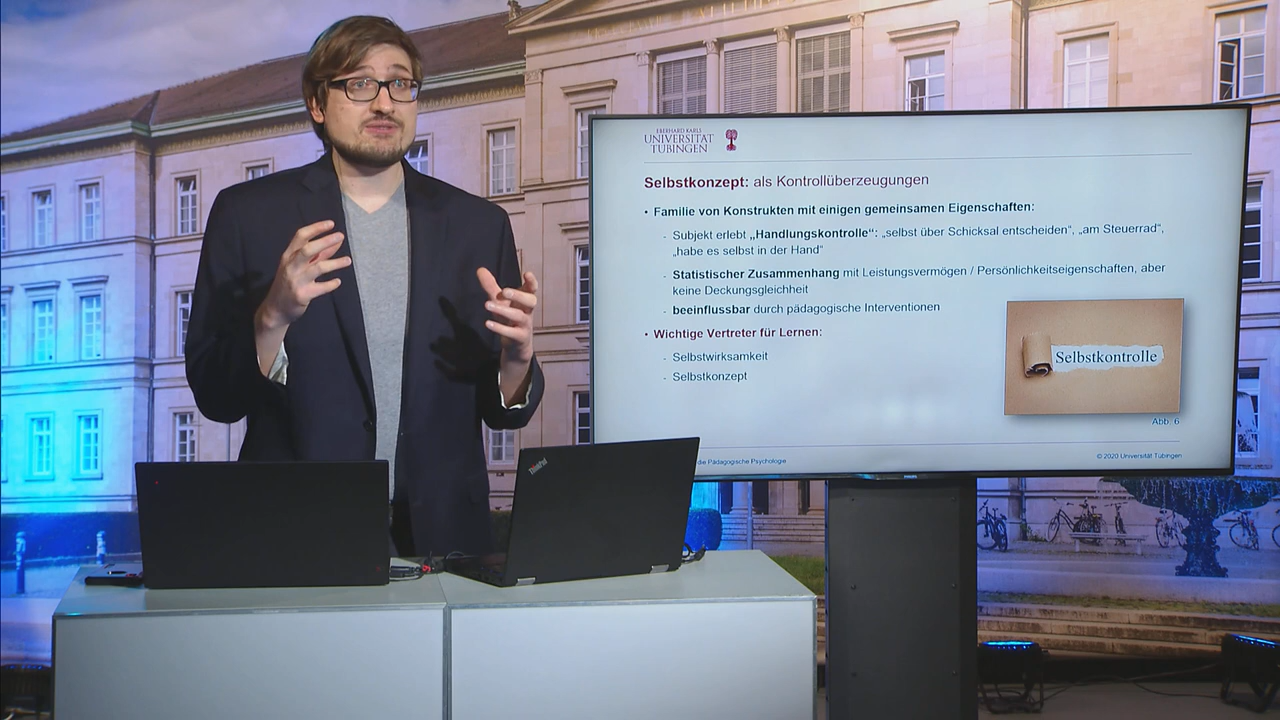 EBERHARD KARLS
UNIVERSITÄT
TÜBINGEN
Selbstkonzept: als Kontrollüberzeugungen
• Familie von Konstrukten mit einigen gemeinsamen Eigenschaften:
- Subjekt erlebt „Handlungskontrolle“: „selbst über Schicksal entscheiden“, „am Steuerrad“,
„habe es selbst in der Hand“
- Statistischer Zusammenhang mit Leistungsvermögen / Persönlichkeitseigenschaften, aber
keine Deckungsgleichheit
- beeinflussbar durch pädagogische Interventionen
• Wichtige Vertreter für Lernen:
- Selbstwirksamkeit
- Selbstkonzept
Selbstkontrolle
Abb. 6
die Pädagogische Psychologie
© 2020 Universität Tübingen
ThinkPad